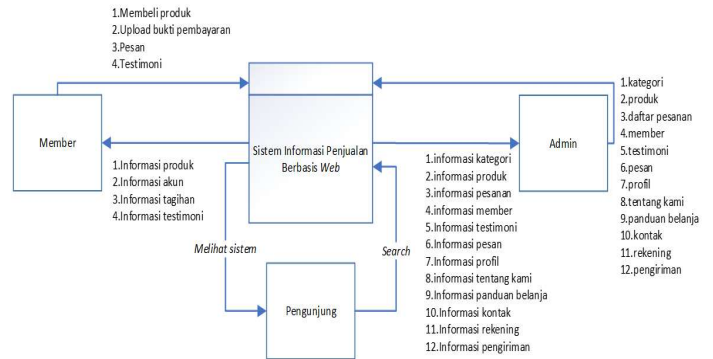 1.Membeli produk
2.Upload bukti pembayaran
3.Pesan
4.Testimoni
Member
Sistem Informasi Penjualan
Berbasis Web
Admin
1.kategori
2.produk
3.daftar pesanan
4.member
5.testimoni
6.pesan
7.profil
8.tentang kami
9.panduan belanja
10.kontak
11.rekening
12.pengiriman
1.Informasi produk
2.Informasi akun
3.Informasi tagihan
4.Informasi testimoni
1.informasi kategori
2.informasi produk
3.informasi pesanan
4.informasi member
5.Informasi testimoni
6.Informasi pesan
7.Informasi profil
8.informasi tentang kami
9.Informasi panduan belanja
10.Informasi kontak
11.Informasi rekening
12.Informasi pengiriman
Melihat sistem
Search
Pengunjung